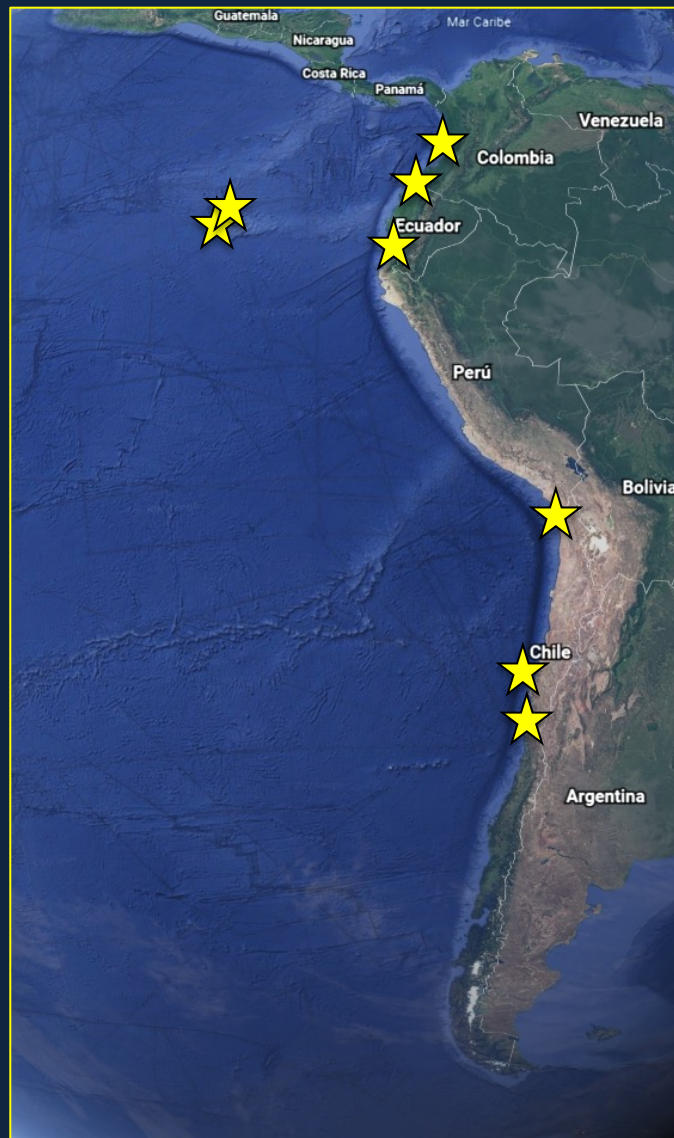 Guatemala
Mar Caribe
Nicaragua
Costa Rica
Panamá
Venezuela
Colombia
Ecuador
Perú
Bolivia
Chile
Argentina